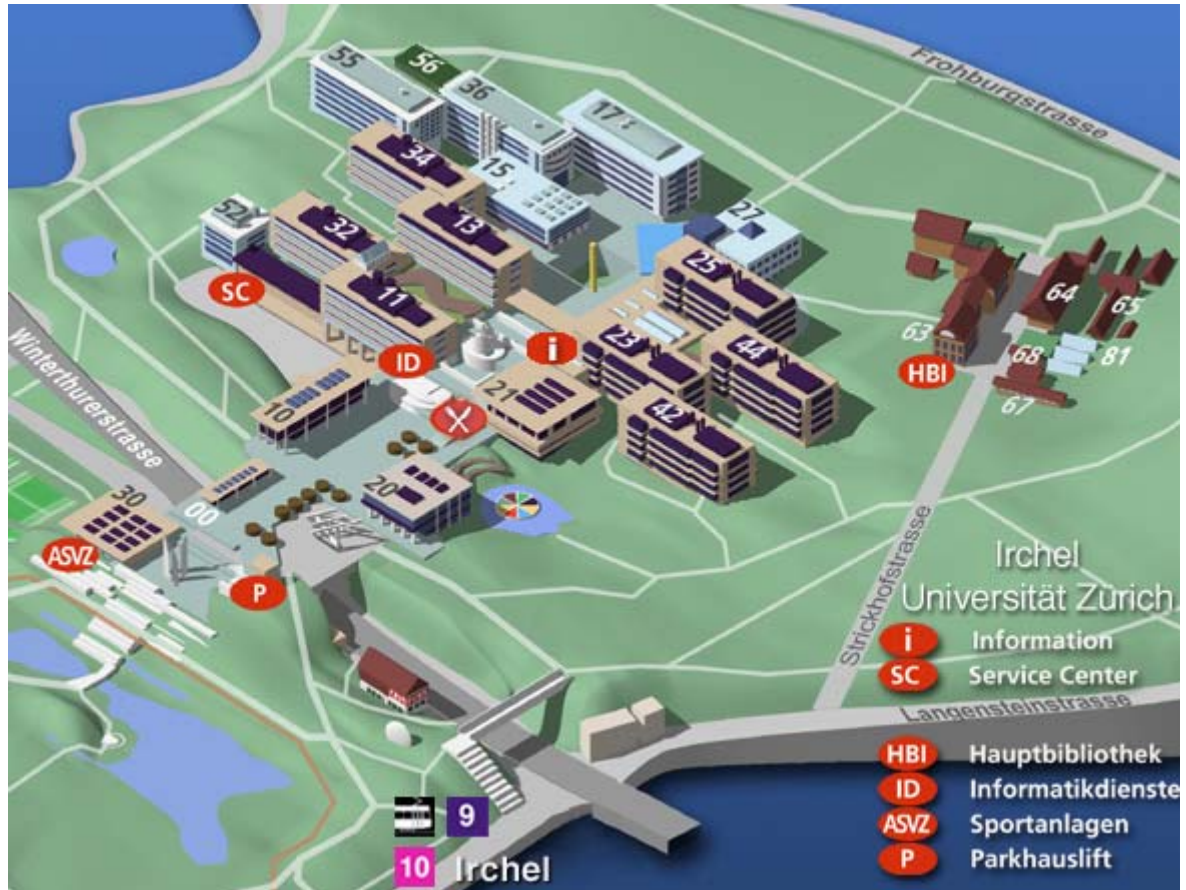 Frohburgstrasse
55
56
36
17
34
15
52
32
13
27
25
SC
11
64
65
63
i
23
44
68
81
ID
HBI
21
67
10
42
Winterthurerstrasse
20
30
00
ASVZ
P
Strickhofstrasse
Irchel
Universität Zürich
i Information
SC Service Center
Langensteinstrasse
HBI Hauptbibliothek
ID Informatikdienste
ASVZ Sportanlagen
P Parkhauslift
9
10 Irchel